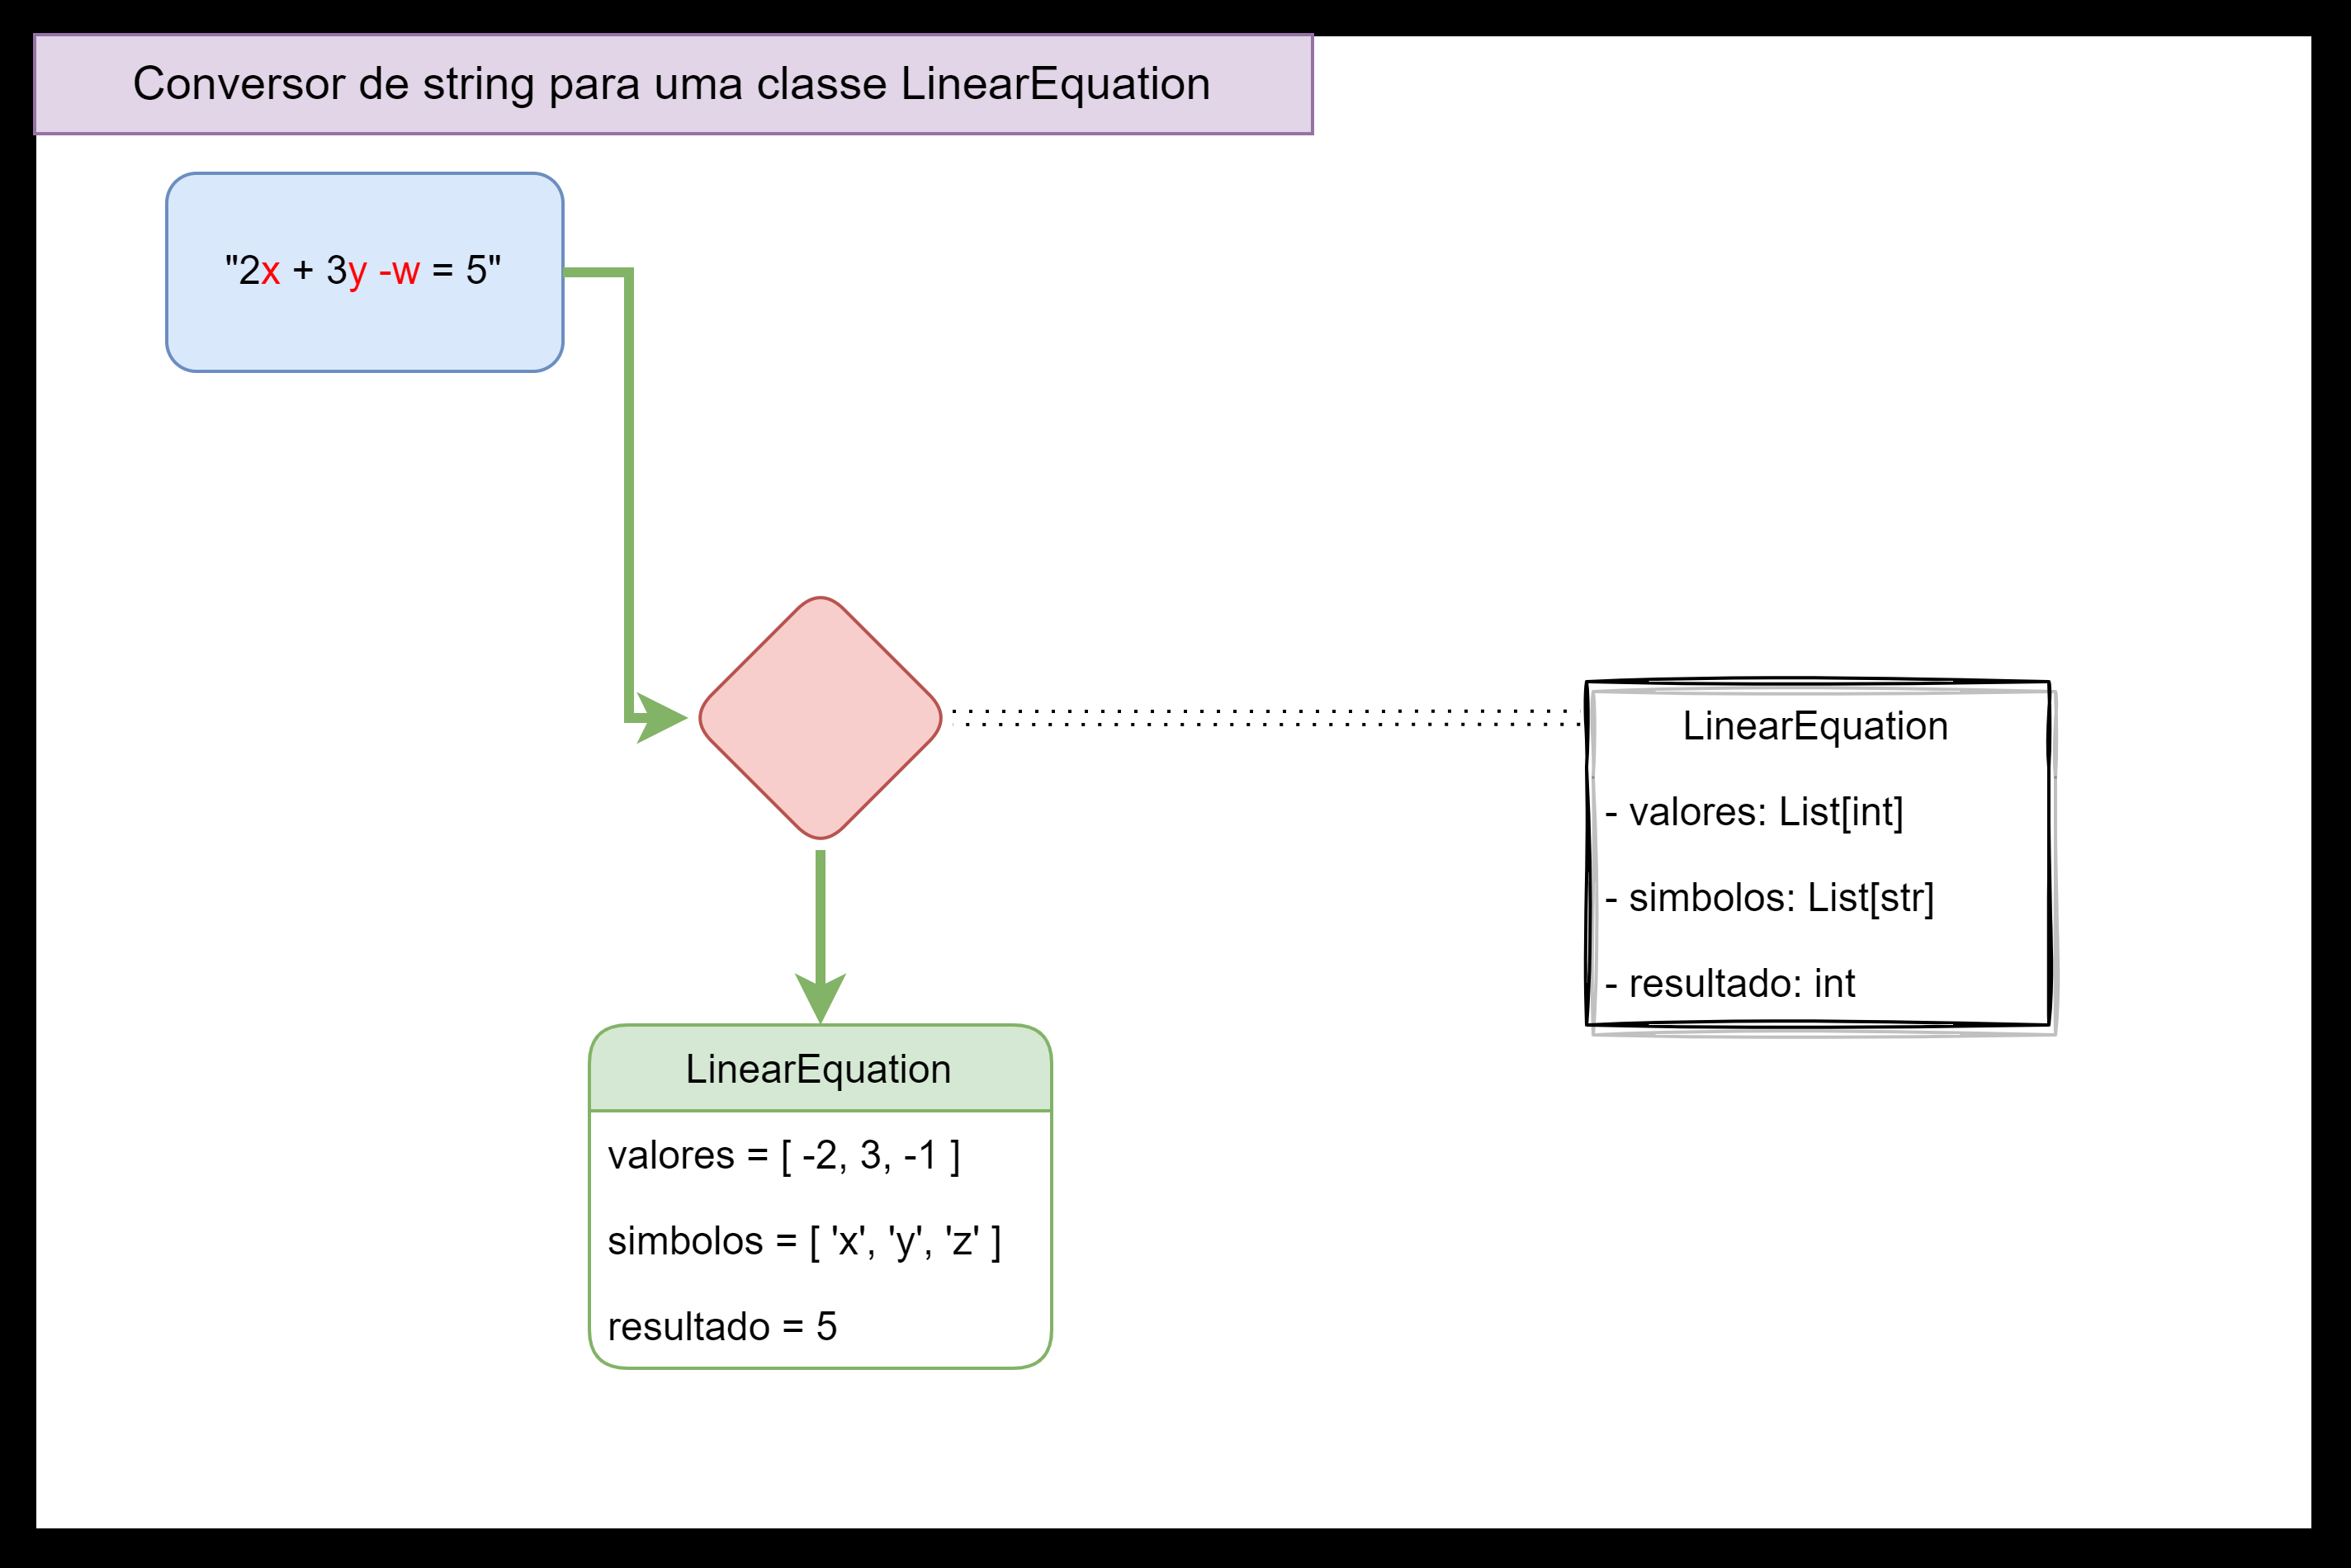 Conversor de string para uma classe LinearEquation
"2x + 3y -w = 5"
LinearEquation
- valores: List[int]
- simbolos: List[str]
- resultado: int
LinearEquation
valores = [ -2, 3, -1 ]
simbolos = [ 'x', 'y', 'z' ]
resultado = 5